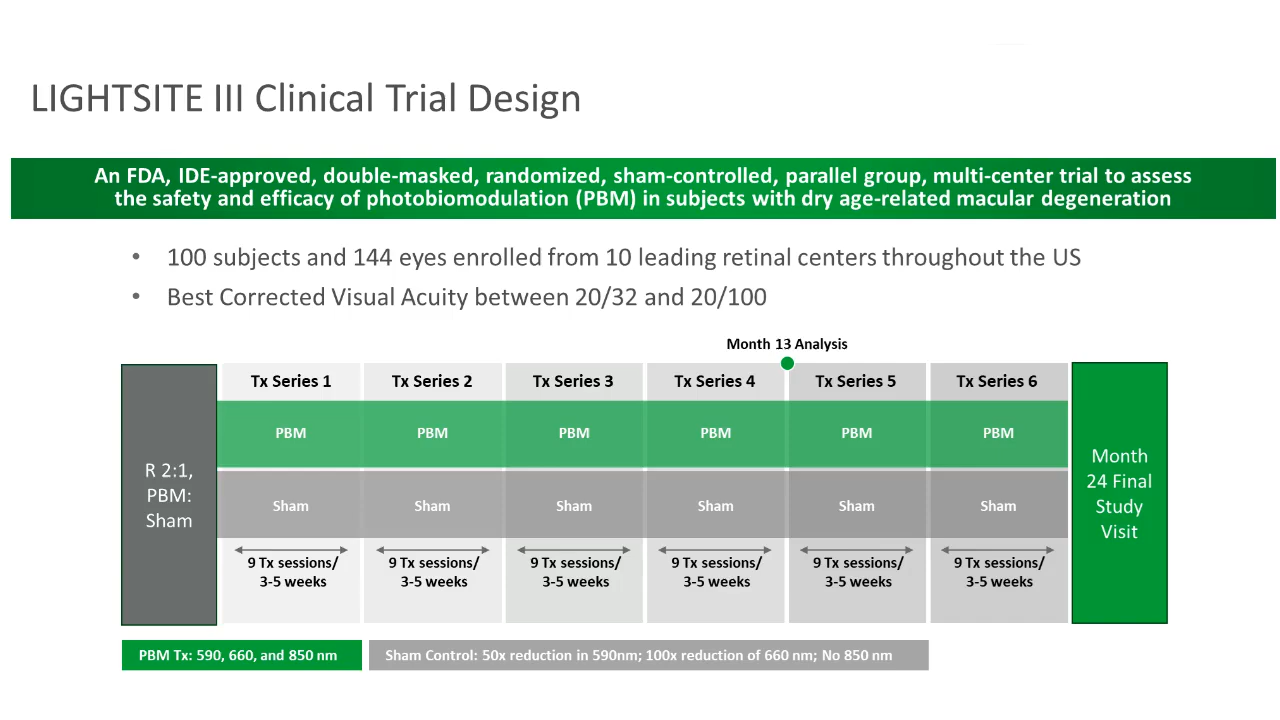 LIGHTSITE III Clinical Trial Design
An FDA, IDE-approved, double-masked, randomized, sham-controlled, parallel group, multi-center trial to assess
the safety and efficacy of photobiomodulation (PBM) in subjects with dry age-related macular degeneration
• 100 subjects and 144 eyes enrolled from 10 leading retinal centers throughout the US
• Best Corrected Visual Acuity between 20/32 and 20/100
Month 13 Analysis
Tx Series 1 Tx Series 2 Tx Series 3 Tx Series 4 Tx Series 5 Tx Series 6
PBM PBM PBM PBM PBM PBM
R 2:1,
PBM:
Sham
Sham Sham Sham Sham Sham Sham
9 Tx sessions/ 9 Tx sessions/ 9 Tx sessions/ 9 Tx sessions/ 9 Tx sessions/ 9 Tx sessions/
3-5 weeks 3-5 weeks 3-5 weeks 3-5 weeks 3-5 weeks 3-5 weeks
Month
24 Final
Study
Visit
PBM Tx: 590, 660, and 850 nm
Sham Control: 50x reduction in 590nm; 100x reduction of 660 nm; No 850 nm